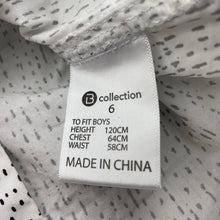 B collection
6
TO FIT BOYS
HEIGHT 120CM
CHEST 64CM
WAIST 58CM
MADE IN CHINA